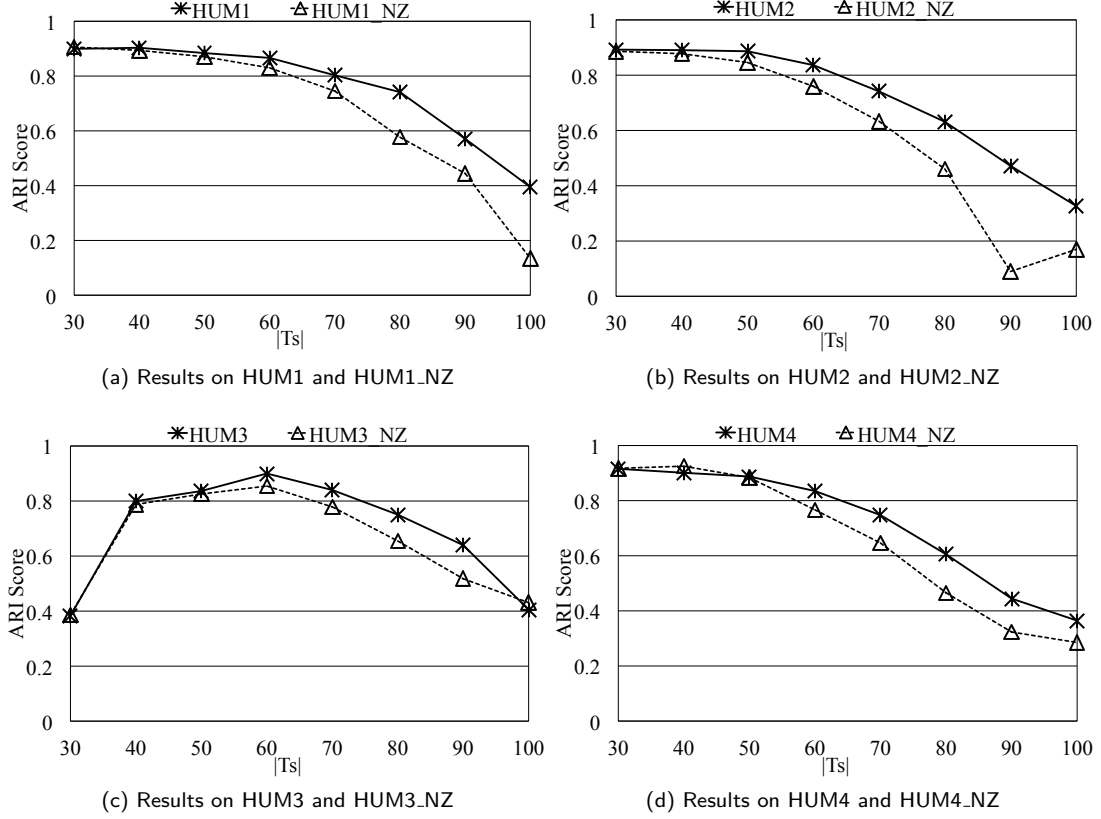 HUM1 HUM1_NZ
1
0.8
0.6
0.4
0.2
0
ARI Score
30 40 50 60 70 80 90 100
|Ts|
(a) Results on HUM1 and HUM1_NZ
HUM2 HUM2_NZ
1
0.8
0.6
0.4
0.2
0
ARI Score
30 40 50 60 70 80 90 100
|Ts|
(b) Results on HUM2 and HUM2_NZ
HUM3 HUM3_NZ
1
0.8
0.6
0.4
0.2
0
ARI Score
30 40 50 60 70 80 90 100
|Ts|
(c) Results on HUM3 and HUM3_NZ
HUM4 HUM4_NZ
1
0.8
0.6
0.4
0.2
0
ARI Score
30 40 50 60 70 80 90 100
|Ts|
(d) Results on HUM4 and HUM4_NZ